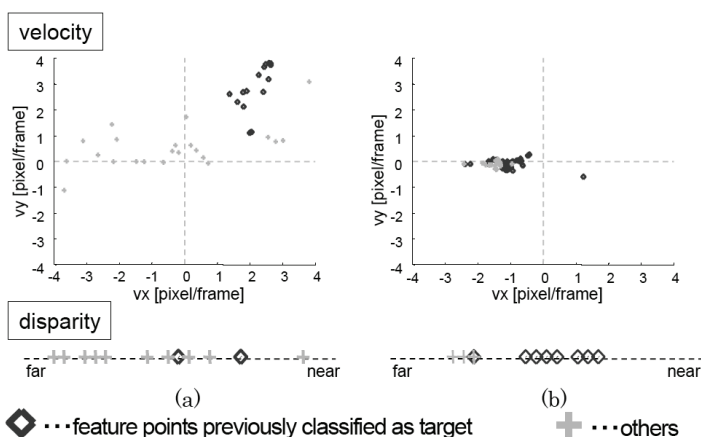 velocity
4
3
2
1
0
-1
-2
-3
-4
vy [pixel/frame]
-4 -3 -2 -1 0 1 2 3 4
vx [pixel/frame]
4
3
2
1
0
-1
-2
-3
-4
vy [pixel/frame]
-4 -3 -2 -1 0 1 2 3 4
vx [pixel/frame]
disparity
far near
far near
(a) (b)
···feature points previously classified as target ···others